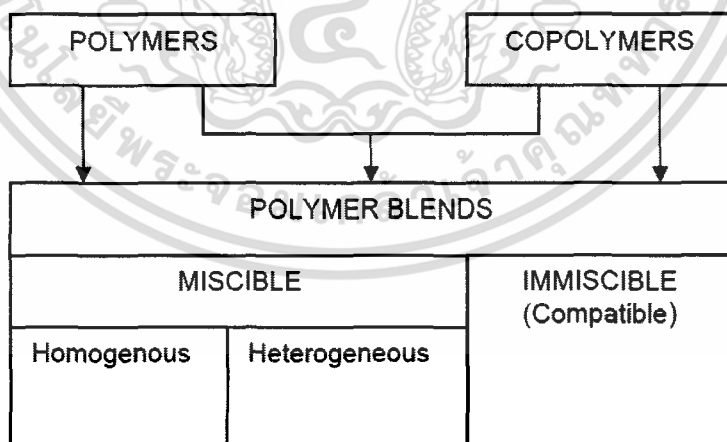 POLYMERS
COPOLYMERS
POLYMER BLENDS
MISCIBLE
IMMISCIBLE
(Compatible)
Homogenous
Heterogeneous